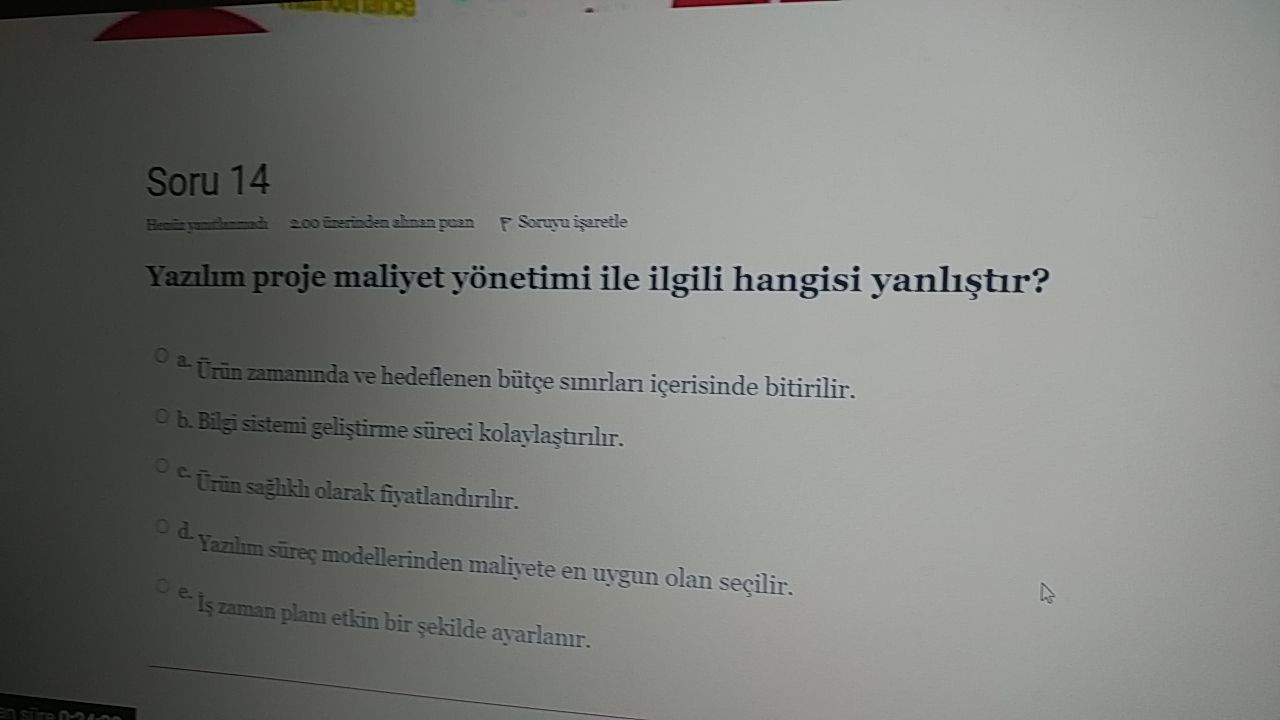 Soru 14
Henüz yanıtlanmadı 2.00 üzerinden alınan puan Soruyu işaretle
Yazılım proje maliyet yönetimi ile ilgili hangisi yanlıştır?
a. Ürün zamanında ve hedeflenen bütçe sınırları içerisinde bitirilir.
b. Bilgi sistemi geliştirme süreci kolaylaştırılır.
c. Ürün sağlıklı olarak fiyatlandırılır.
d. Yazılım süreç modellerinden maliyete en uygun olan seçilir.
e. İş zaman planı etkin bir şekilde ayarlanır.